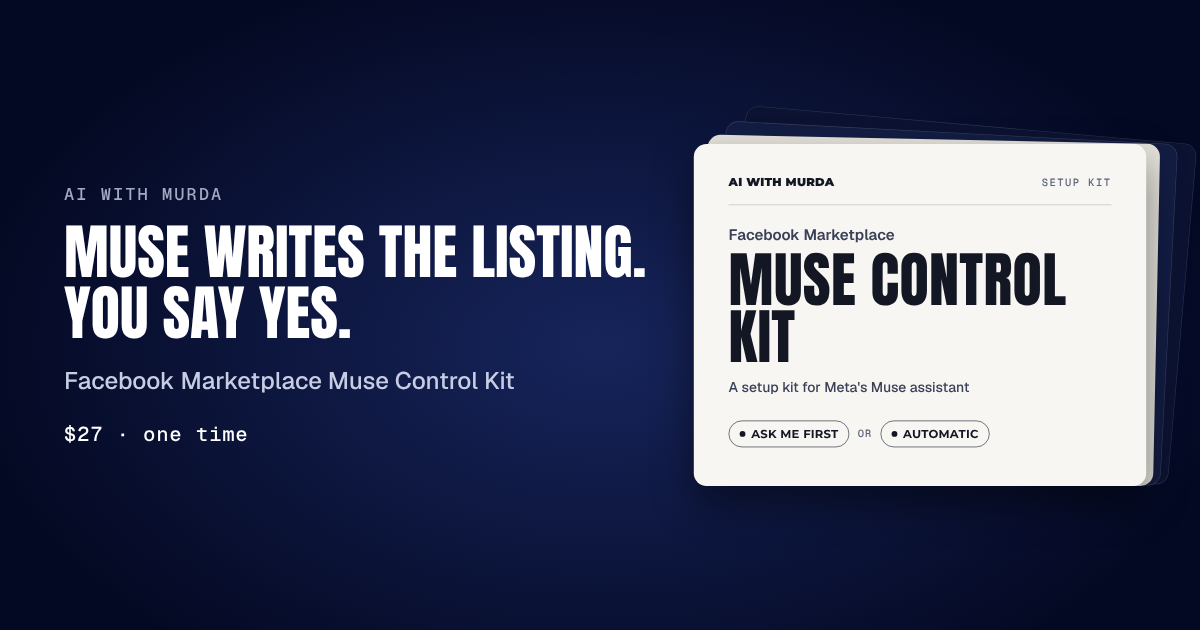 AI WITH MURDA
MUSE WRITES THE LISTING.
YOU SAY YES.
Facebook Marketplace Muse Control Kit
$27 · one time
AI WITH MURDA
SETUP KIT
Facebook Marketplace
MUSE CONTROL
KIT
A setup kit for Meta's Muse assistant
ASK ME FIRST OR AUTOMATIC